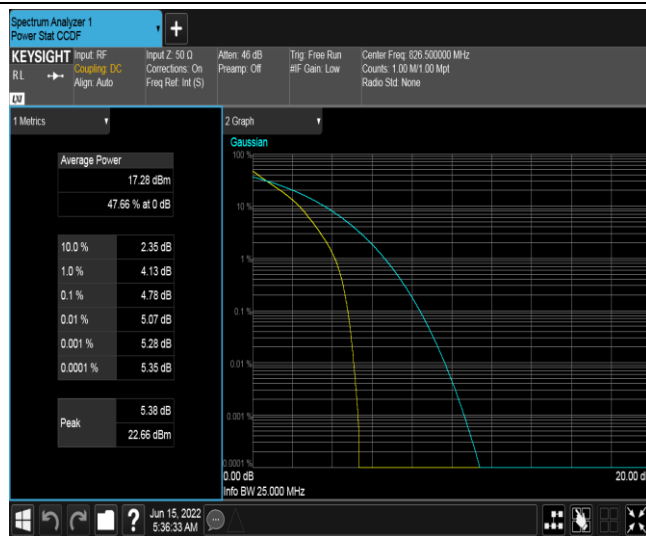 Spectrum Analyzer 1
Power Stat CCDF
+
KEYSIGHT
RL
LXI
Input: RF
Coupling: DC
Align: Auto
Input Z: 50 Ω
Corrections: On
Freq Ref: Int (S)
Atten: 46 dB
Preamp: Off
Trig: Free Run
#IF Gain: Low
Center Freq: 826.500000 MHz
Counts: 1.00 M/1.00 Mpt
Radio Std: None
1 Metrics
Average Power
17.28 dBm
47.66 % at 0 dB
10.0 % 2.35 dB
1.0 % 4.13 dB
0.1 % 4.78 dB
0.01 % 5.07 dB
0.001 % 5.28 dB
0.0001 % 5.35 dB
Peak
5.38 dB
22.66 dBm
2 Graph
Gaussian
100 %
10 %
1 %
0.1 %
0.01 %
0.001 %
0.0001 %
0.00 dB
20.00 d
Info BW 25.000 MHz
?
Jun 15, 2022
5:36:33 AM